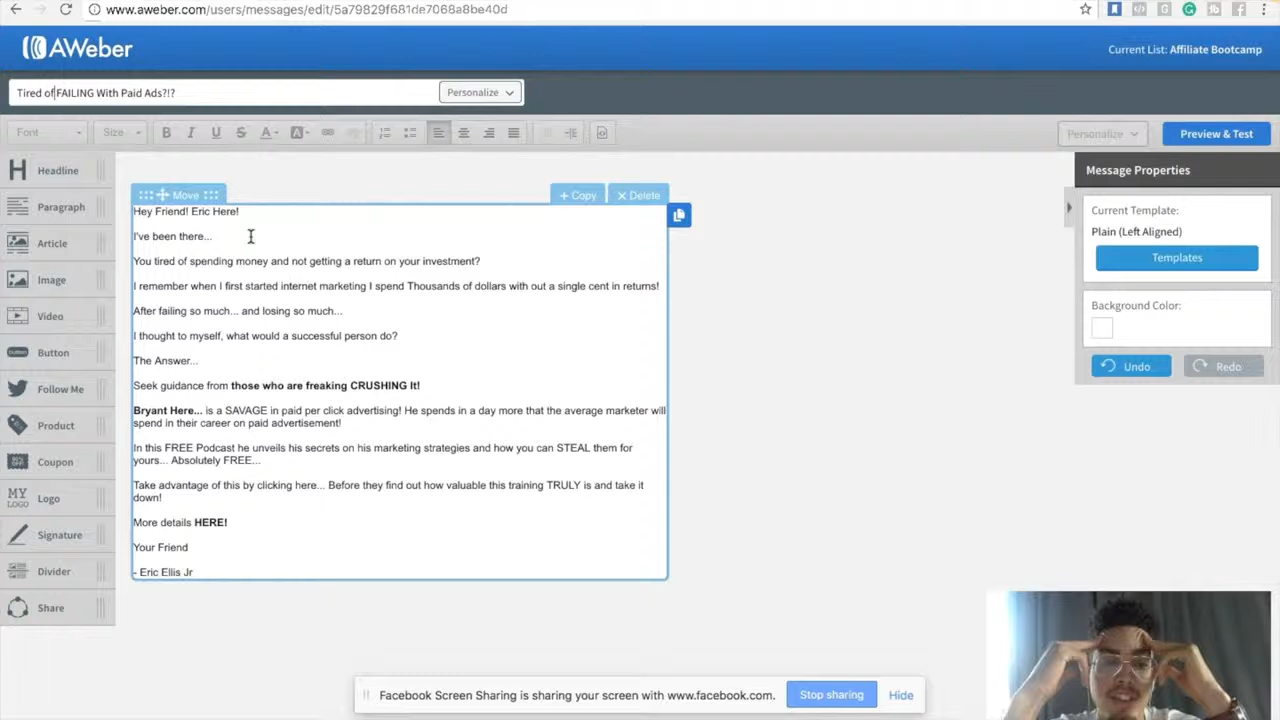 www.aweber.com/users/messages/edit/5a79829f681de7068a8be40d
AWeber
Current List: Affiliate Bootcamp
Tired of FAILING With Paid Ads?!?
Personalize
Font
Size
B I U S A A
Personalize
Preview & Test
Headline
Paragraph
Article
Image
Video
Button
Follow Me
Product
Coupon
MY LOGO Logo
Signature
Divider
Share
Move
+ Copy
× Delete
Hey Friend! Eric Here!
I've been there...
You tired of spending money and not getting a return on your investment?
I remember when I first started internet marketing I spend Thousands of dollars with out a single cent in returns!
After failing so much... and losing so much...
I thought to myself, what would a successful person do?
The Answer...
Seek guidance from those who are freaking CRUSHING It!
Bryant Here... is a SAVAGE in paid per click advertising! He spends in a day more that the average marketer will
spend in their career on paid advertisement!
In this FREE Podcast he unveils his secrets on his marketing strategies and how you can STEAL them for
yours... Absolutely FREE...
Take advantage of this by clicking here... Before they find out how valuable this training TRULY is and take it
down!
More details HERE!
Your Friend
- Eric Ellis Jr
Message Properties
Current Template:
Plain (Left Aligned)
Templates
Background Color:
Undo
Redo
Facebook Screen Sharing is sharing your screen with www.facebook.com.
Stop sharing
Hide